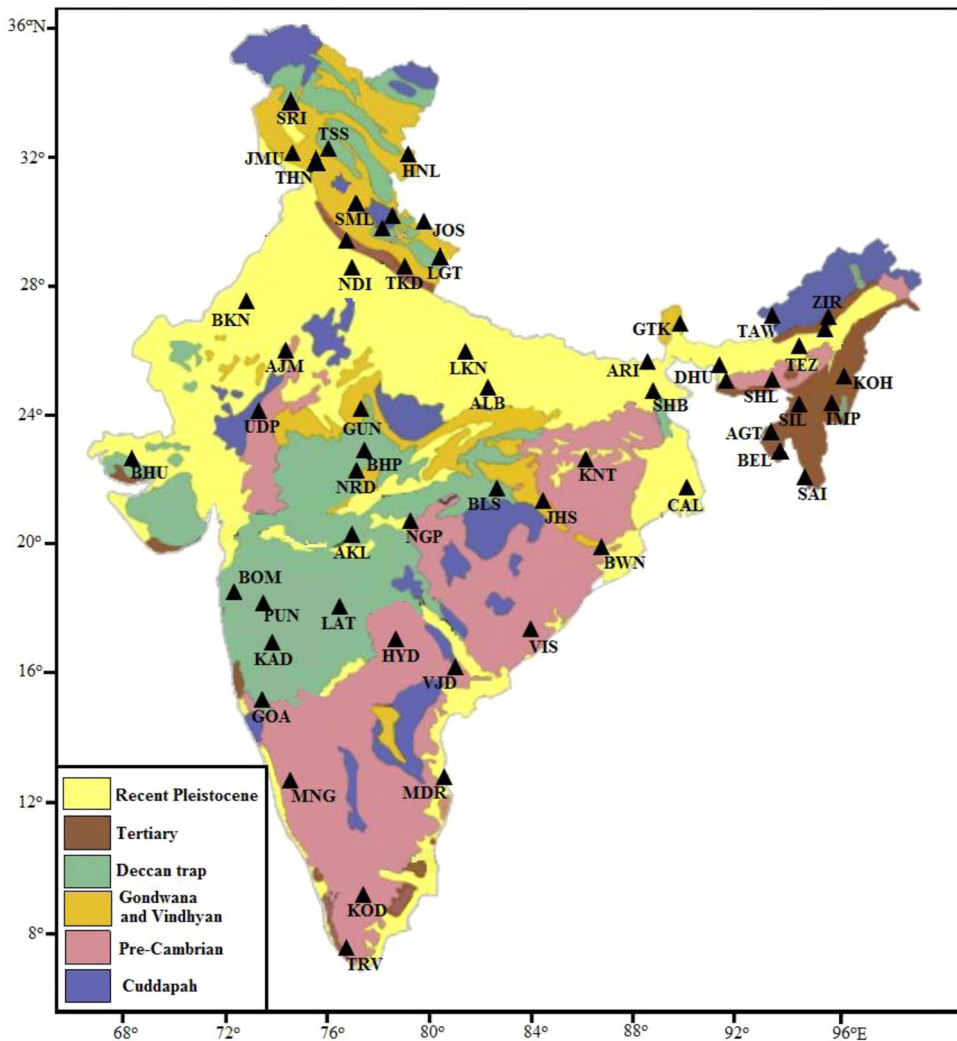 36°N
SRI
TSS
32°
JMU
HNL
THN
SML
JOS
LGT
NDI
TKD
28°
BKN
ZIR
GTK
TAW
AJM
LKN
ARI
TEZ
DHU
KOH
ALB
SHL
24°
SHB
UDP
GUN
SIL
IMP
AGT
BHP
BEL
BHU
KNT
NRD
SAI
BLS
CAL
JHS
NGP
20°
AKL
BWN
BOM
PUN
LAT
VIS
KAD
HYD
16°
VJD
GOA
MNG
MDR
Recent Pleistocene
12°
Tertiary
Deccan trap
Gondwana
and Vindhyan
KOD
8°
Pre-Cambrian
TRV
Cuddapah
68°
72°
76°
80°
84°
88°
92°
96°E